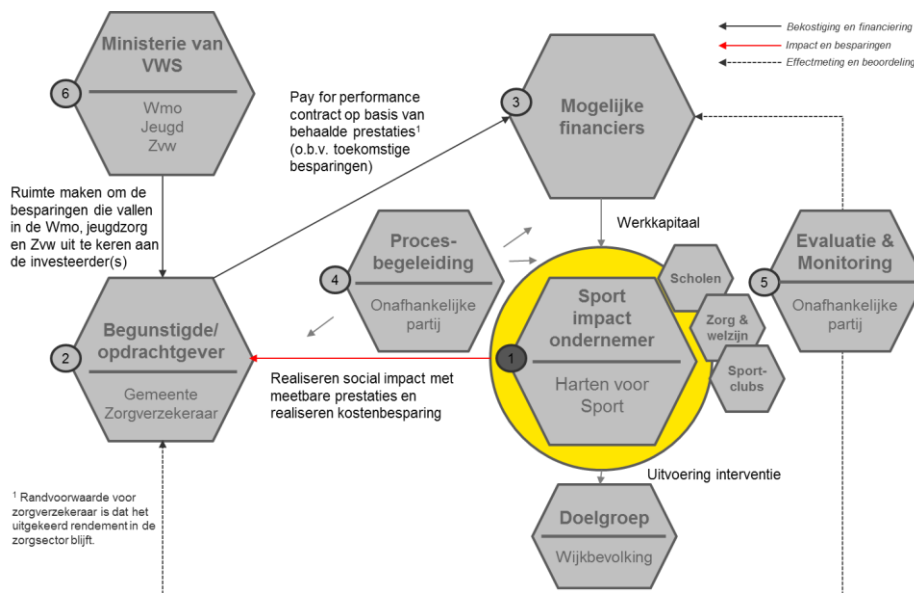 Bekostiging en financiering
Impact en besparingen
Effectmeting en beoordeling
Ministerie van
VWS
6
Wmo
Jeugd
Zvw
Pay for performance
contract op basis van
behaalde prestaties¹
(o.b.v. toekomstige
besparingen)
3
Mogelijke
financiers
Ruimte maken om de
besparingen die vallen
in de Wmo, jeugdzorg
en Zvw uit te keren aan
de investeerder(s)
Werkkapitaal
Proces-
begeleiding
4
Onafhankelijke
partij
Evaluatie &
Monitoring
5
Onafhankelijke
partij
Scholen
Zorg &
welzijn
Sport-
clubs
Sport
impact
ondernemer
1
Harten voor
Sport
Begunstigde/
opdrachtgever
2
Gemeente
Zorgverzekeraar
Realiseren social impact met
meetbare prestaties en
realiseren kostenbesparing
Uitvoering interventie
Doelgroep
Wijkbevolking
¹ Randvoorwaarde voor
zorgverzekeraar is dat het
uitgekeerd rendement in de
zorgsector blijft.